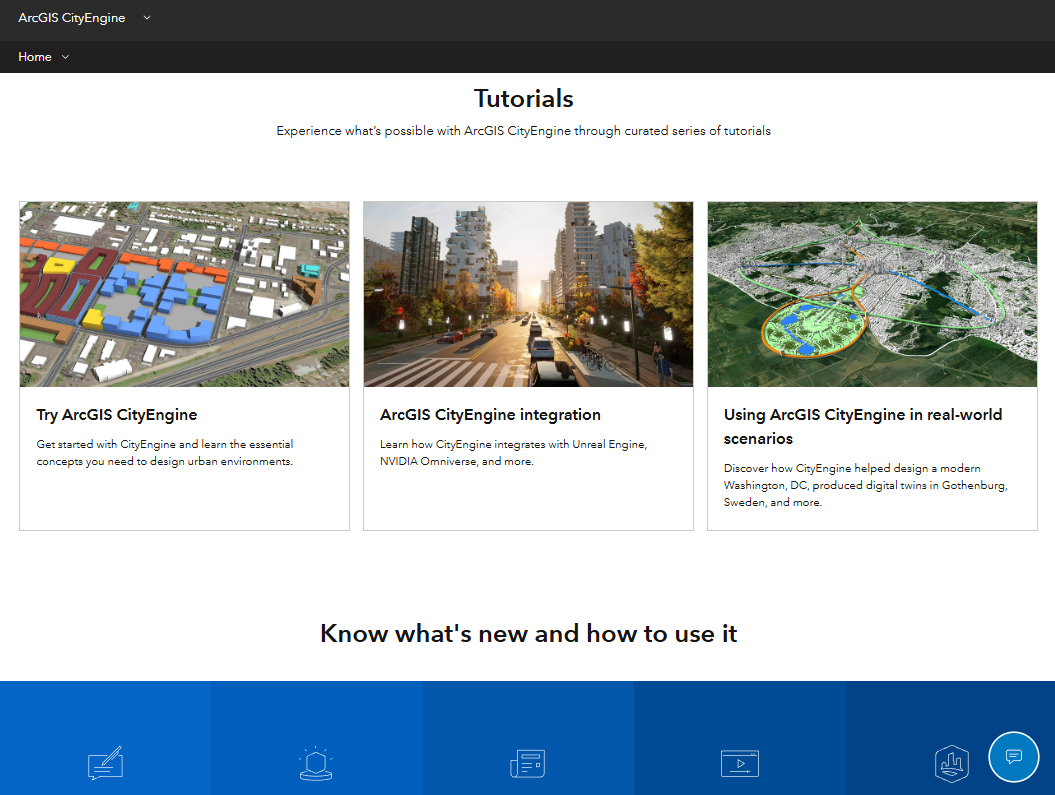 ArcGIS CityEngine
Home
Tutorials
Experience what's possible with ArcGIS CityEngine through curated series of tutorials
Try ArcGIS CityEngine
Get started with CityEngine and learn the essential
concepts you need to design urban environments.
ArcGIS CityEngine integration
Learn how CityEngine integrates with Unreal Engine,
NVIDIA Omniverse, and more.
Using ArcGIS CityEngine in real-world
scenarios
Discover how CityEngine helped design a modern
Washington, DC, produced digital twins in Gothenburg,
Sweden, and more.
Know what's new and how to use it